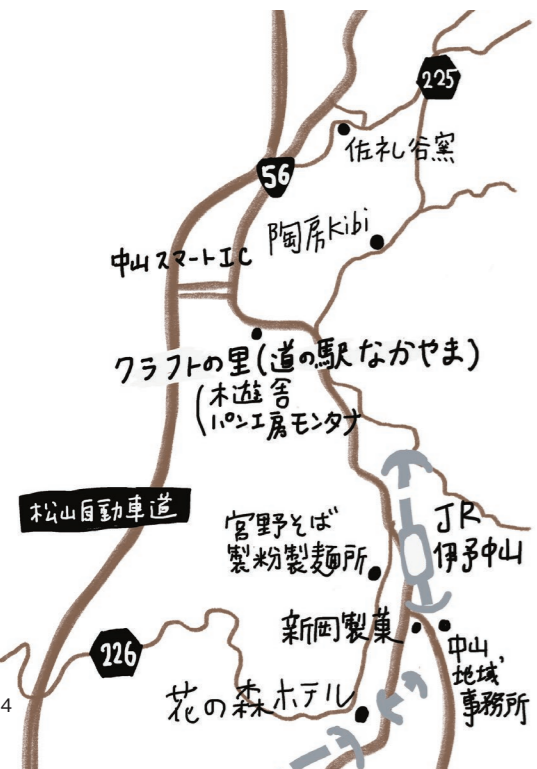 225
佐礼谷窯
56
陶房kibi
中山スマートIC
クラフトの里(道の駅なかやま)
(木遊舎
パン工房モンタナ
松山自動車道
宮野そば
製粉製麺所
JR
伊予中山
新岡製菓
中山
地域
事務所
226
花の森ホテル
4